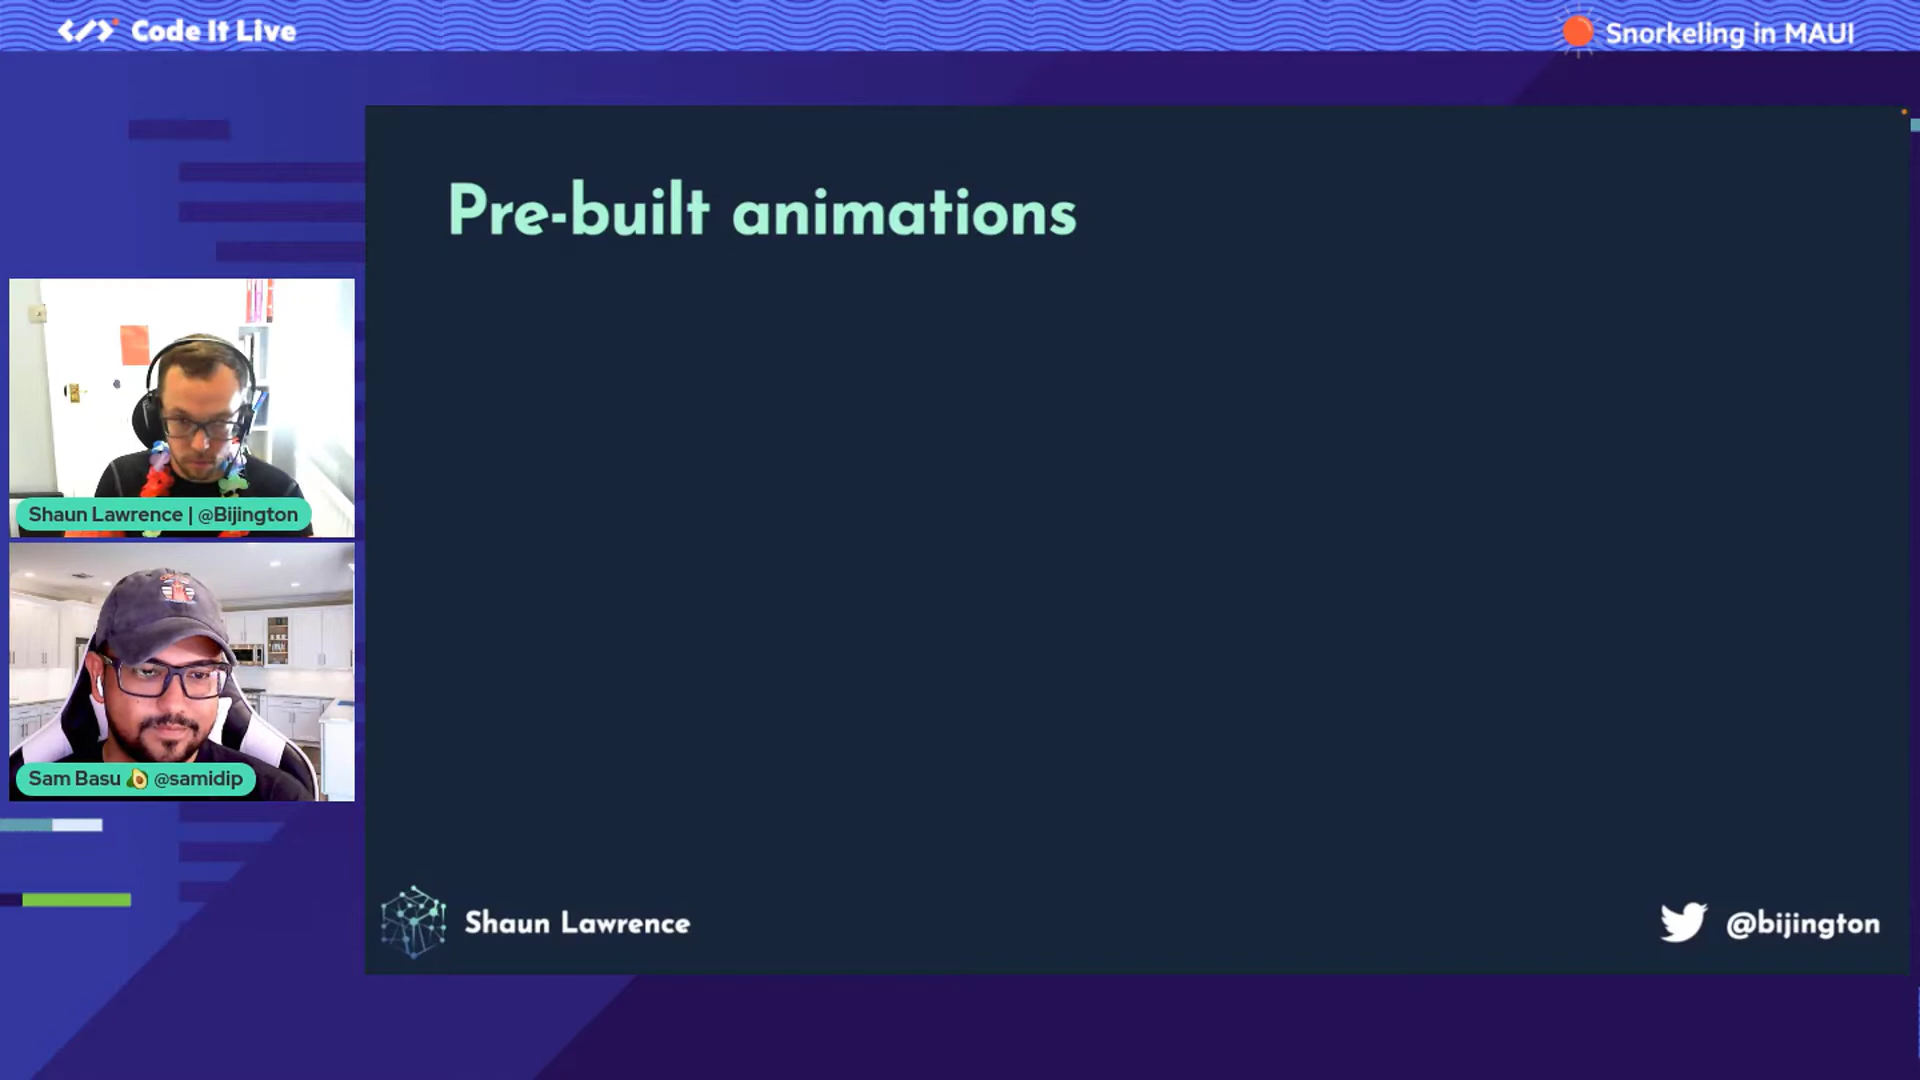 Code It Live
Snorkeling in MAUI
Pre-built animations
Shaun Lawrence | @Bijington
Sam Basu 🥑 @samidip
Shaun Lawrence
@bijington